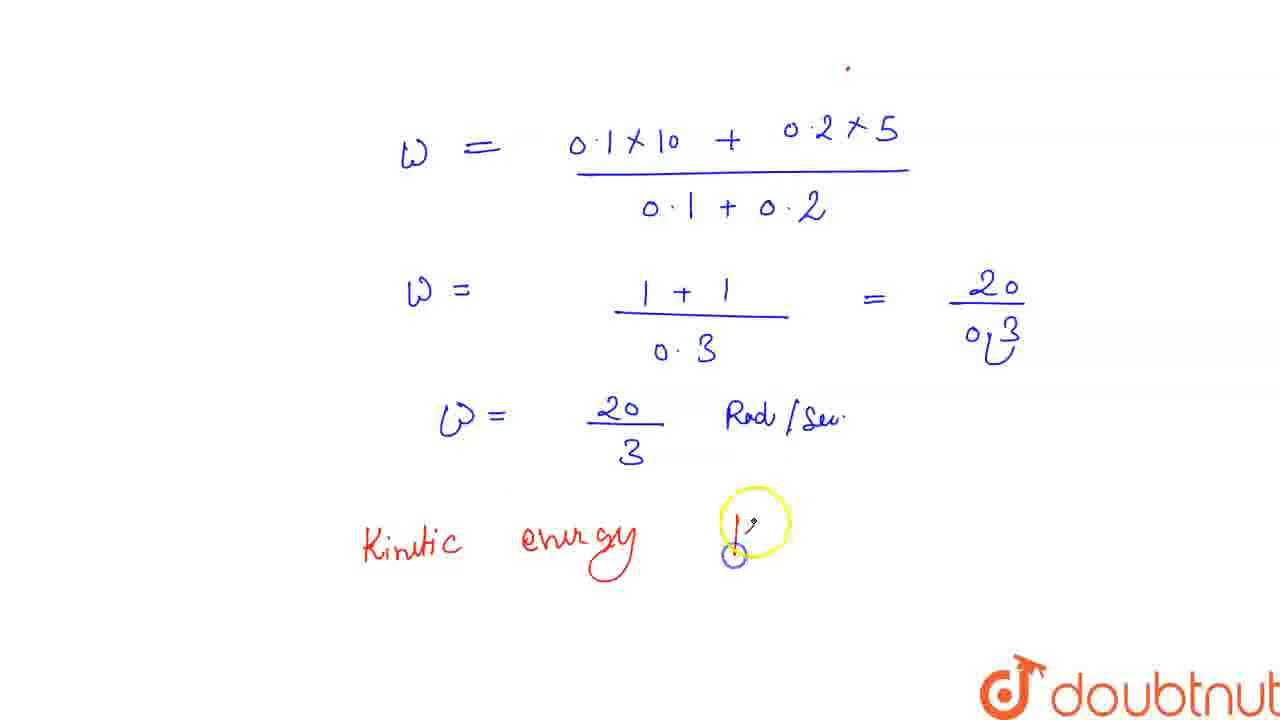 ω = 0.1 × 10 + 0.2 × 5
0.1 + 0.2
ω = 1 + 1 = 20
0.3 0.3
ω = 20 Rad/Sec.
3
Kinetic energy
doubtnut